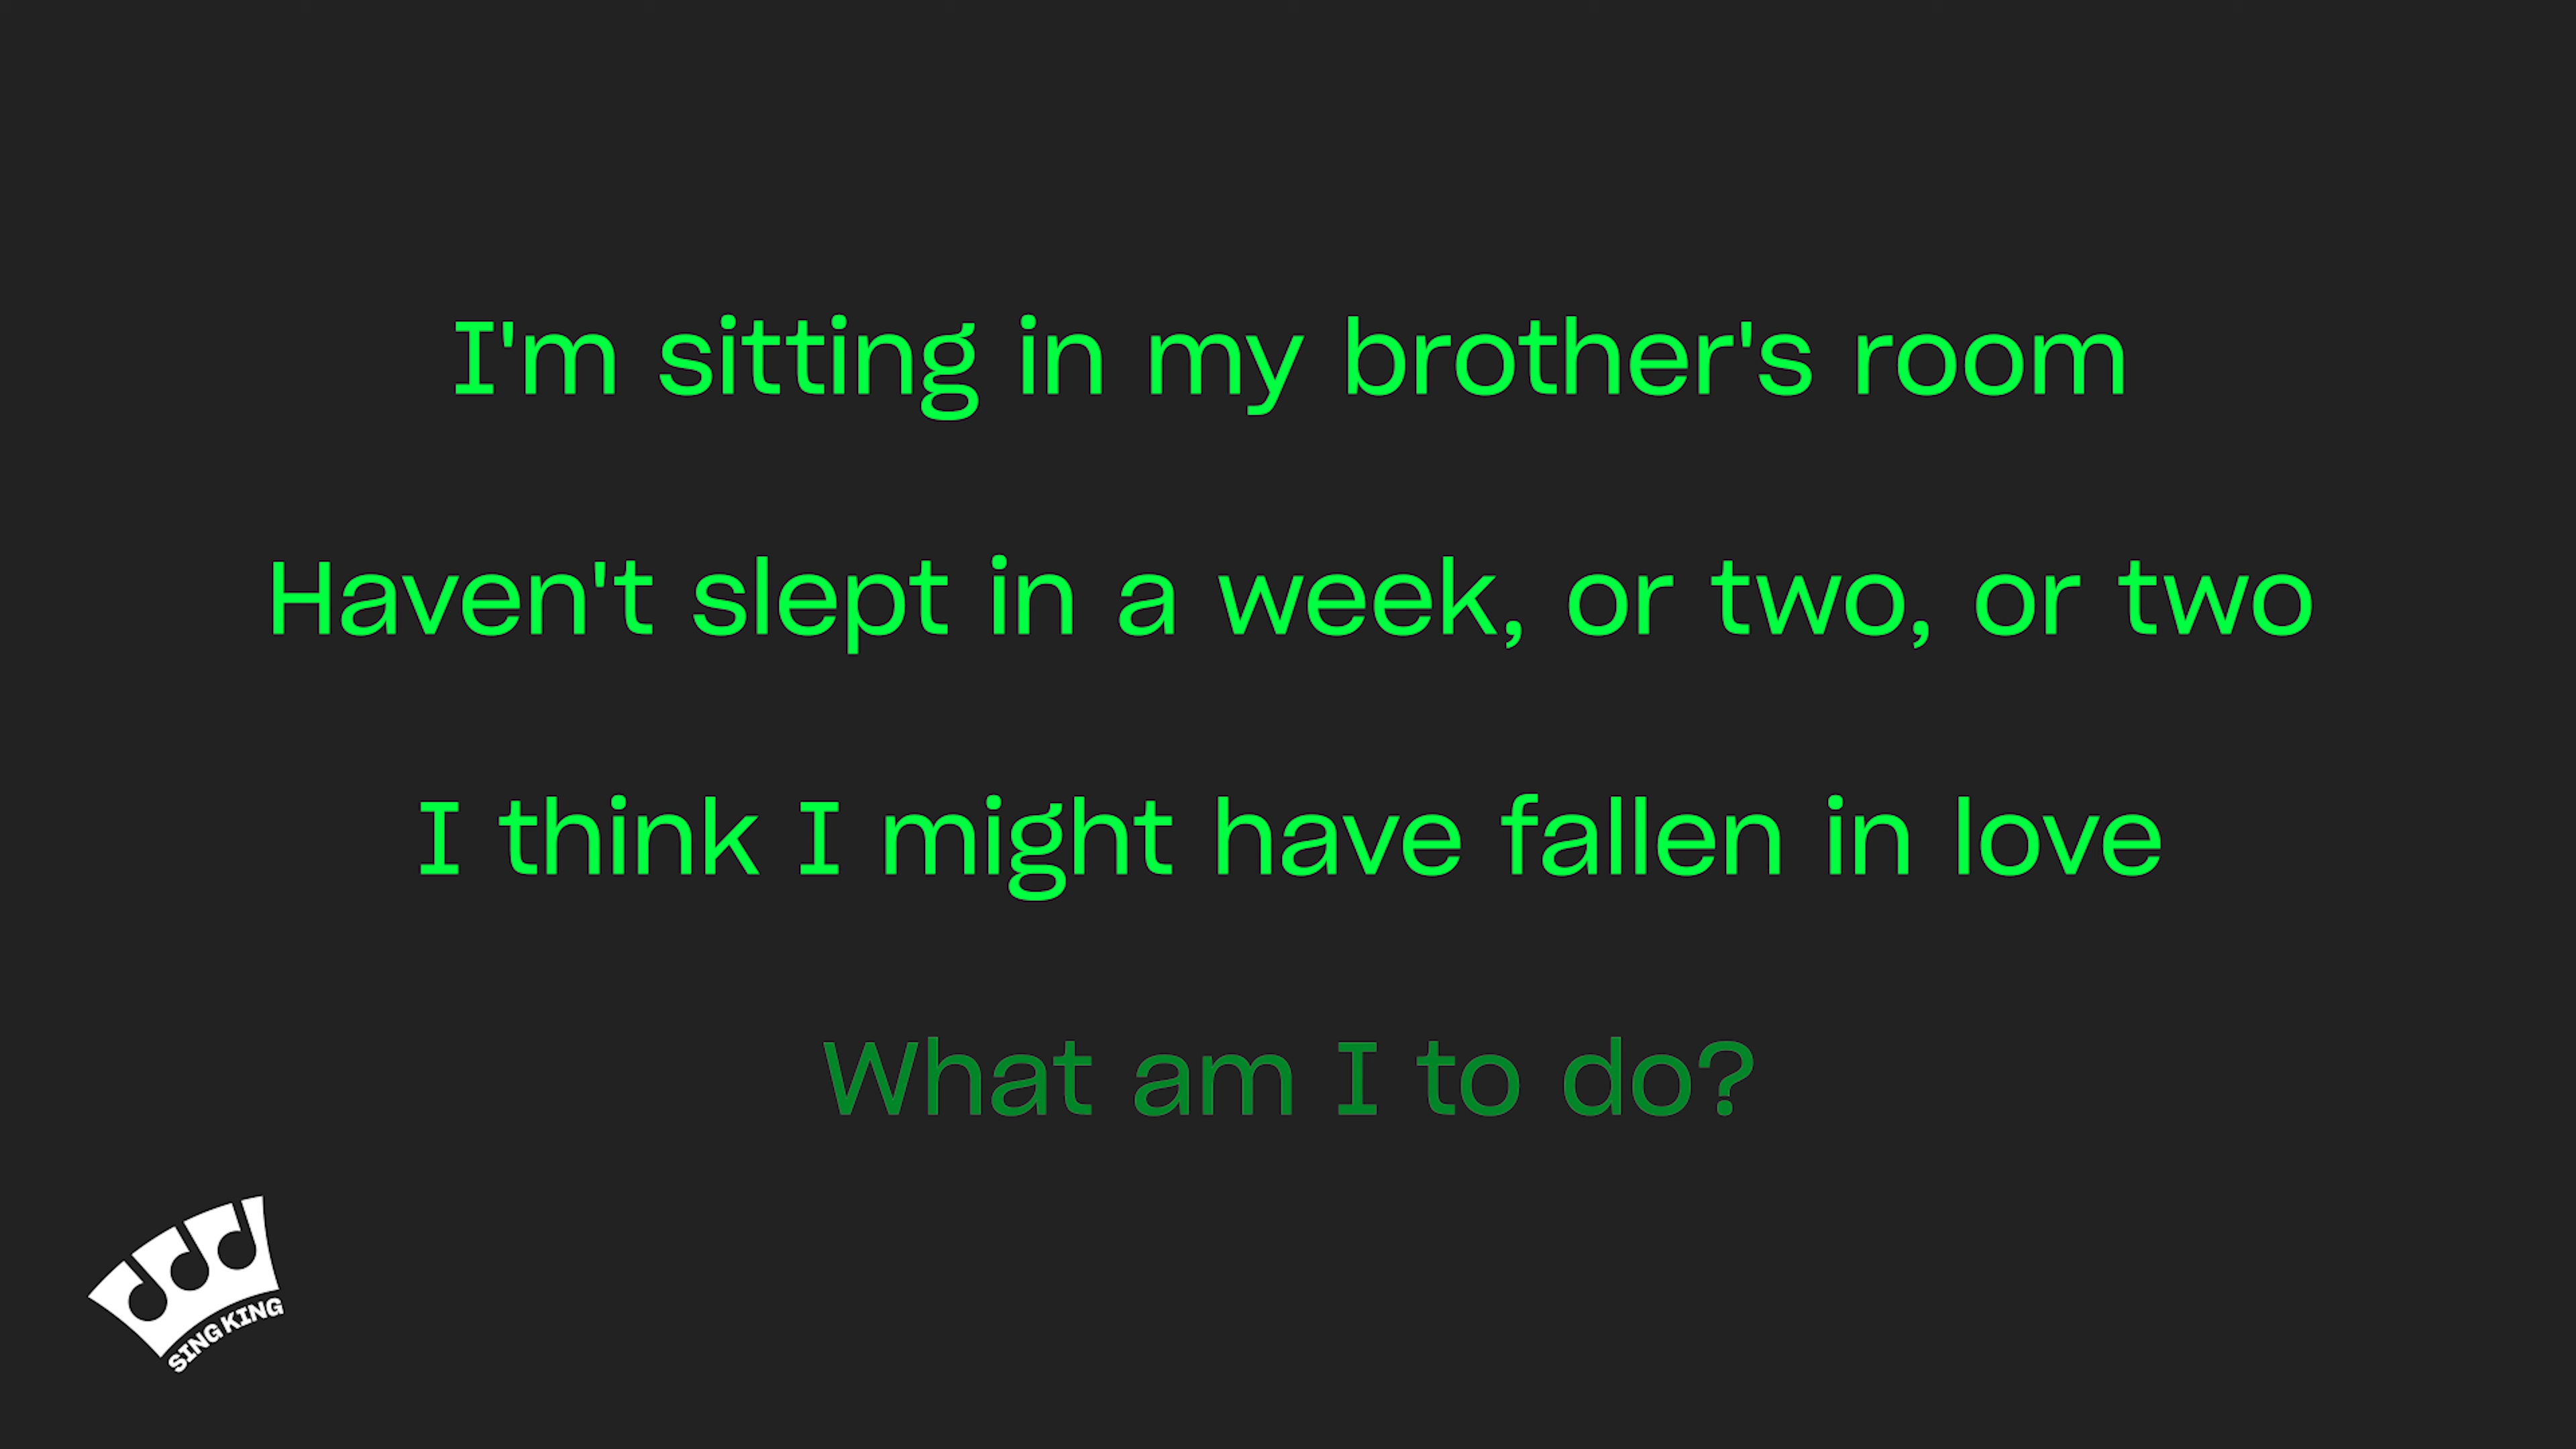 I'm sitting in my brother's room
Haven't slept in a week, or two, or two
I think I might have fallen in love
What am I to do?
SING KING